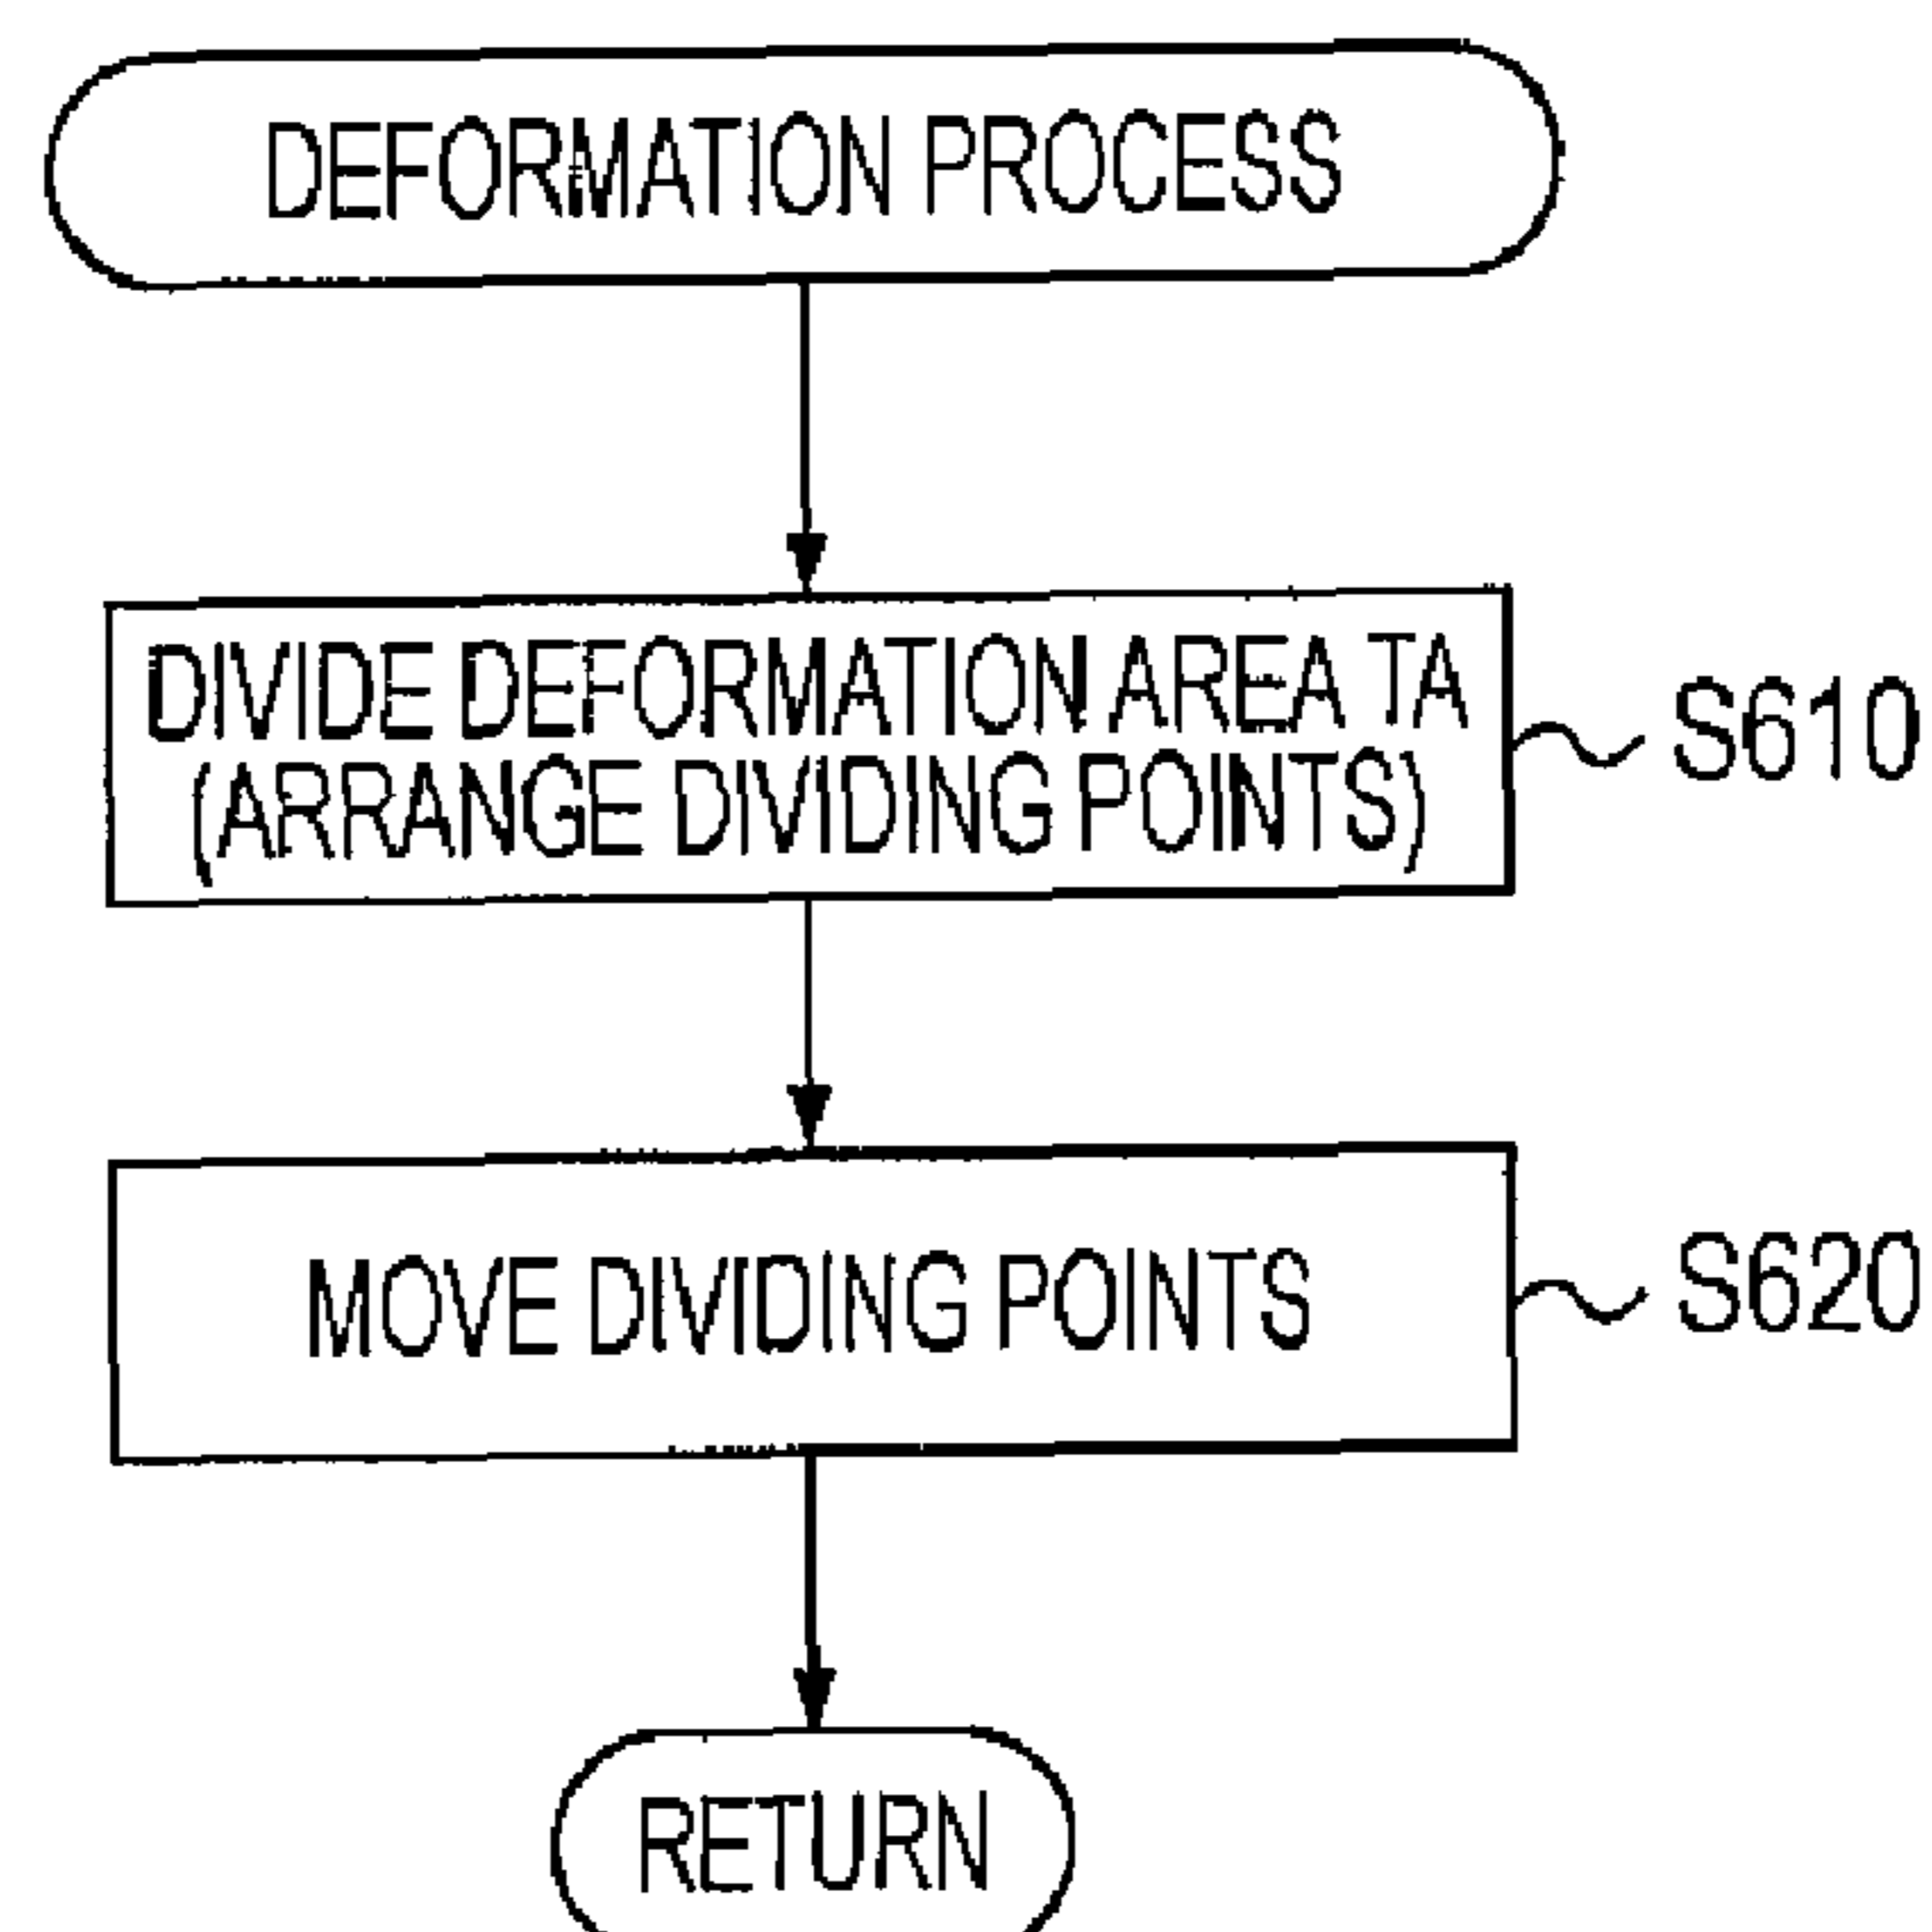 DEFORMATION PROCESS
DIVIDE DEFORMATION AREA TA
(ARRANGE DIVIDING POINTS)
S610
MOVE DIVIDING POINTS
S620
RETURN